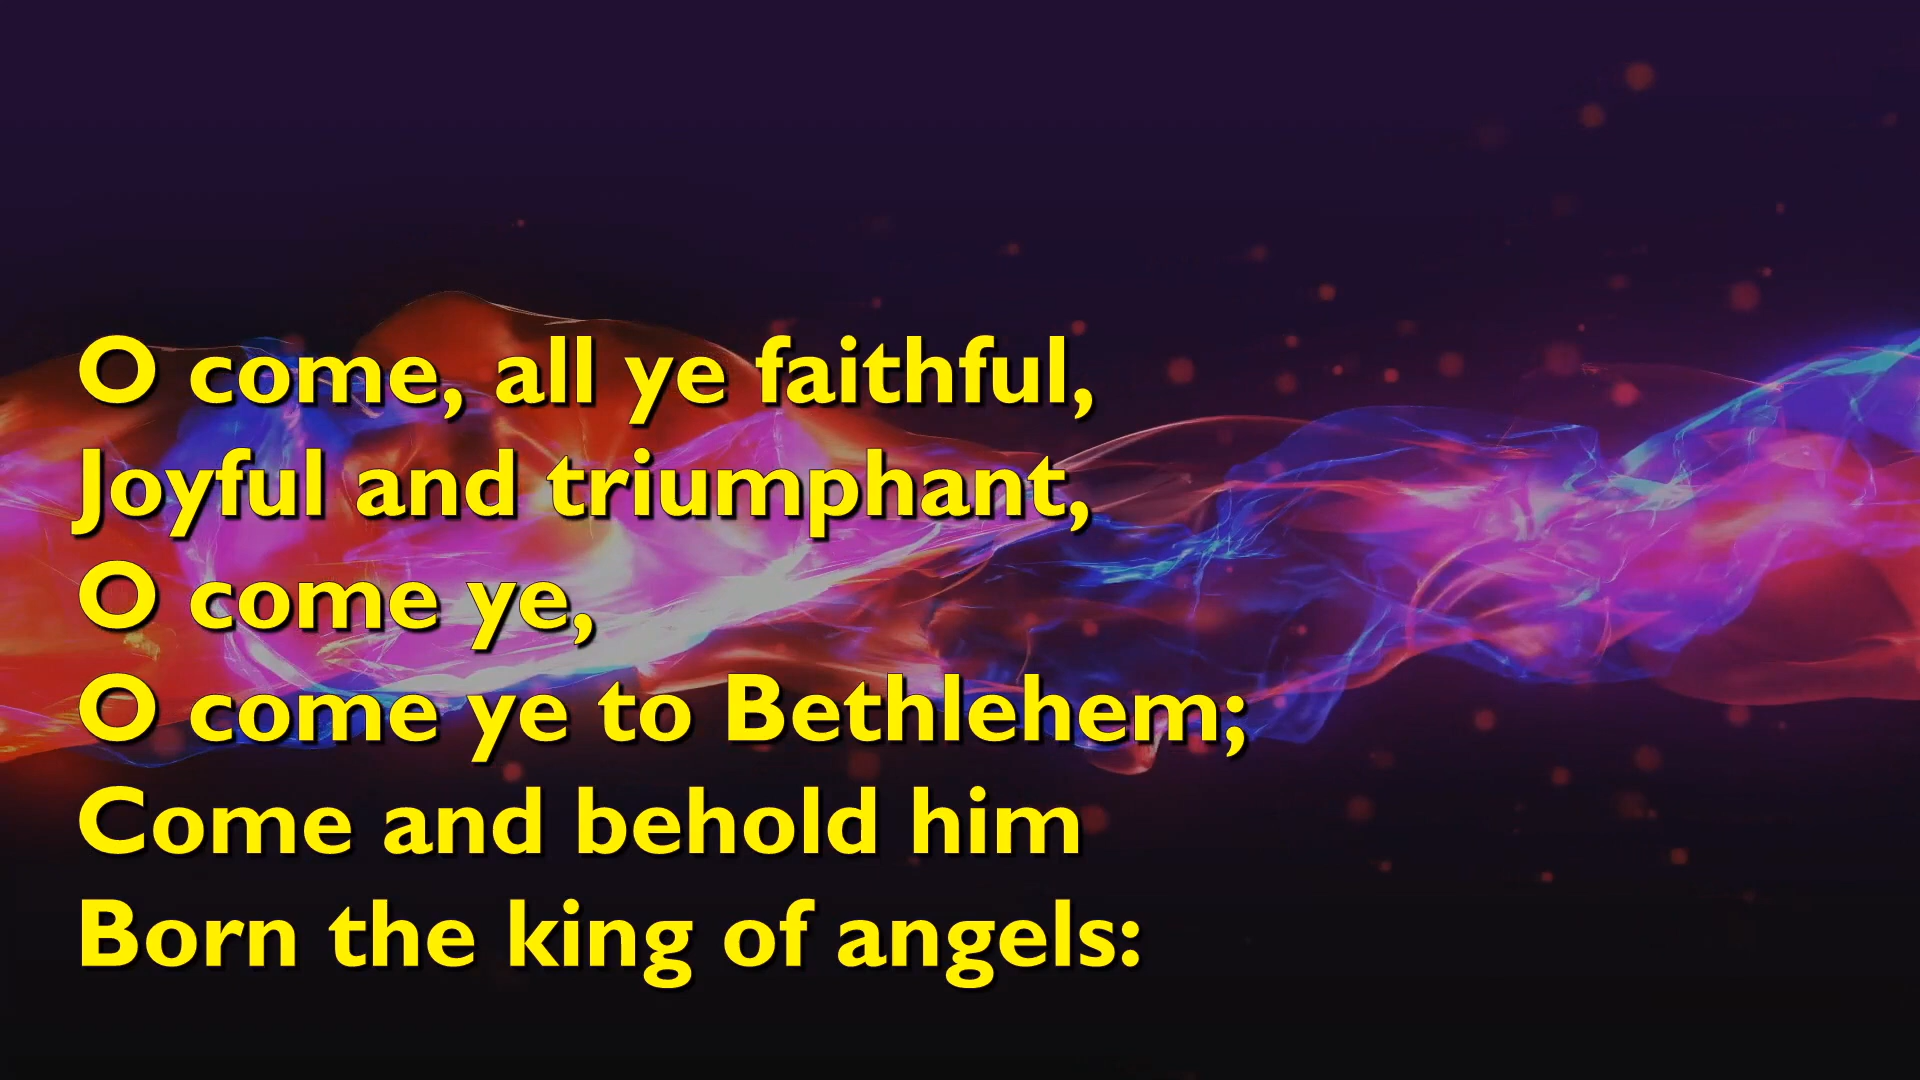 O come, all ye faithful,
Joyful and triumphant,
O come ye,
O come ye to Bethlehem;
Come and behold him
Born the king of angels: